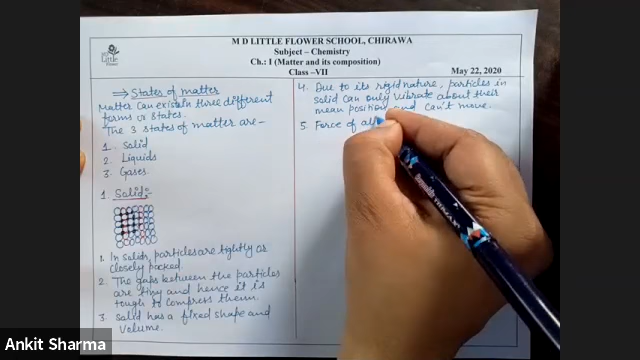 M D LITTLE FLOWER SCHOOL, CHIRAWA
Subject – Chemistry
Ch.: I (Matter and its composition)
Class –VII
May 22, 2020
Little
⇒ States of matter
Matter can exist in three different
forms or states.
The 3 states of matter are -
1. Solid
2. Liquids
3. Gases
1. Solid :-
1. In solids, particles are tightly or
closely packed.
2. The gaps between the particles
are tiny and hence it is
tough to compress them.
3. Solid has a fixed shape and
volume.
4. Due to its rigid nature, particles in
solid can only vibrate about their
mean position and can't move.
5. Force of
Reynolds
Ankit Sharma